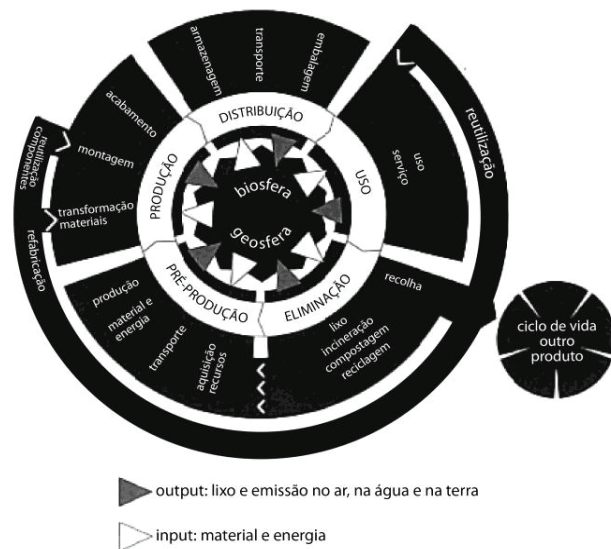 armazenagem
transporte
embalagem
DISTRIBUIÇÃO
acabamento
montagem
transformação
materiais
PRODUÇÃO
reutilização
componentes
refabricação
USO
uso
serviço
reutilização
biosfera
geosfera
PRÉ-PRODUÇÃO
produção
material e
energia
transporte
aquisição
recursos
ELIMINAÇÃO
recolha
lixo
incineração
compostagem
reciclagem
ciclo de vida
outro
produto
output: lixo e emissão no ar, na água e na terra
input: material e energia